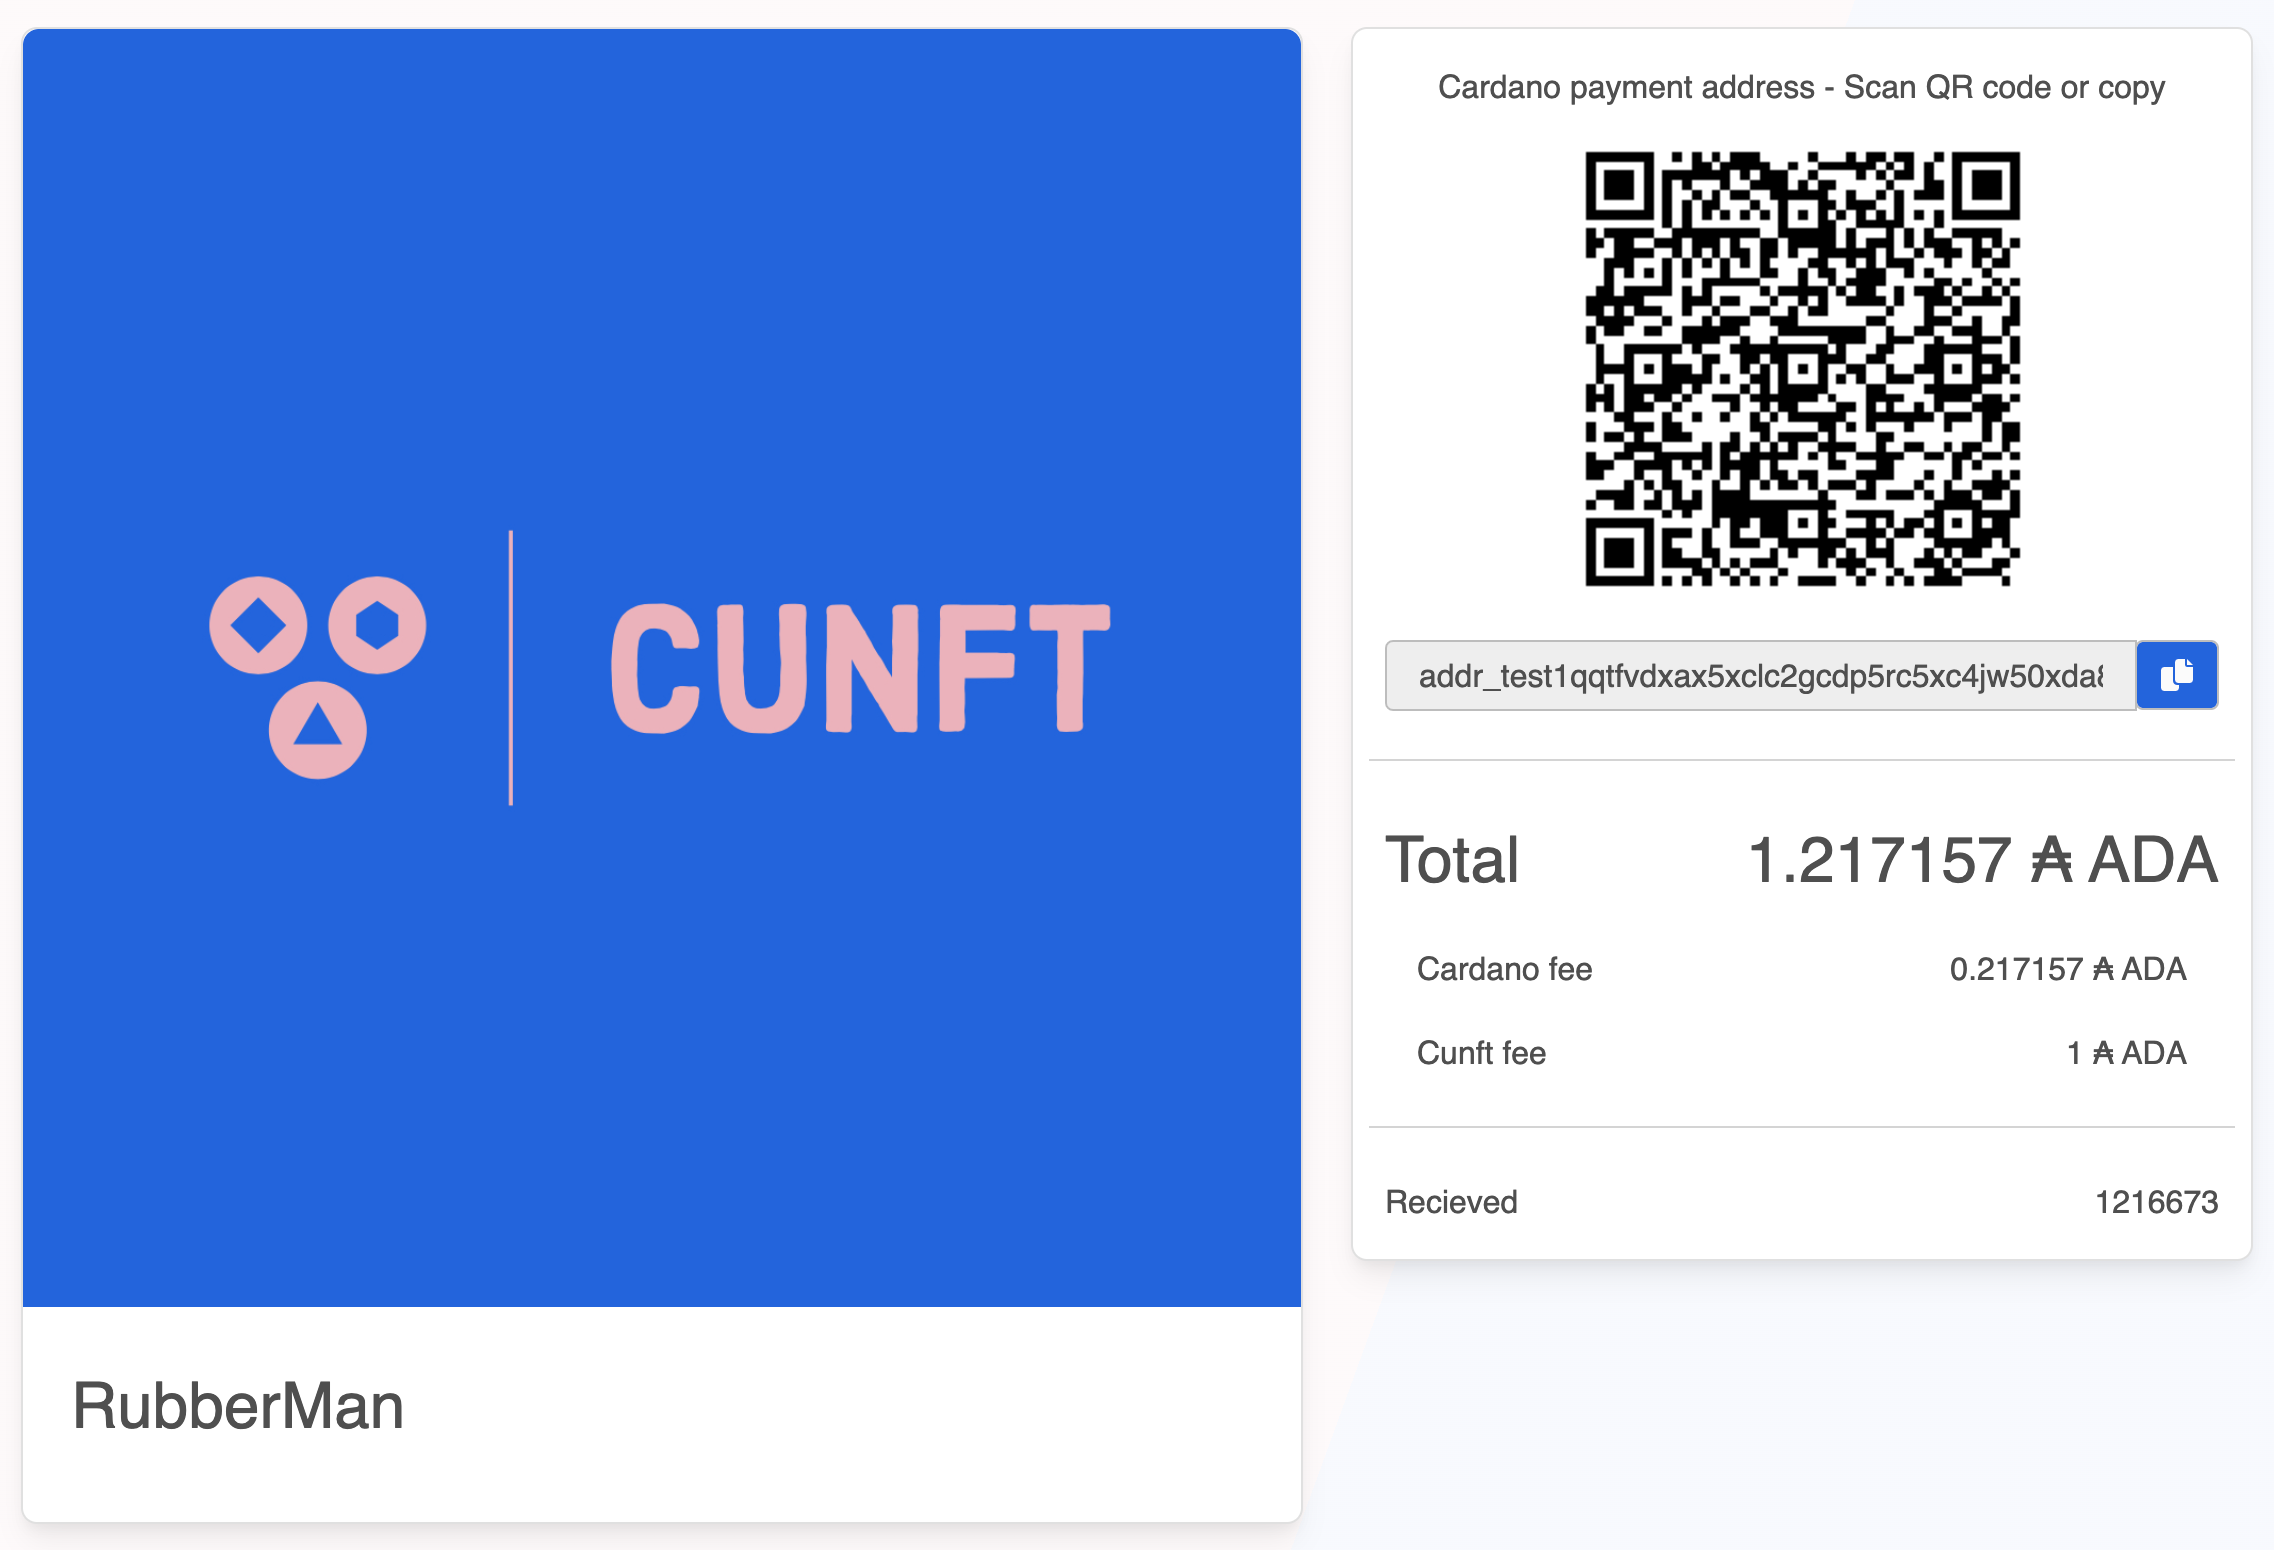 CUNFT
RubberMan
Cardano payment address - Scan QR code or copy
addr_test1qqtfvdxax5xclc2gcdp5rc5xc4jw50xda
Total 1.217157 ₳ ADA
Cardano fee 0.217157 ₳ ADA
Cunft fee 1 ₳ ADA
Recieved 1216673